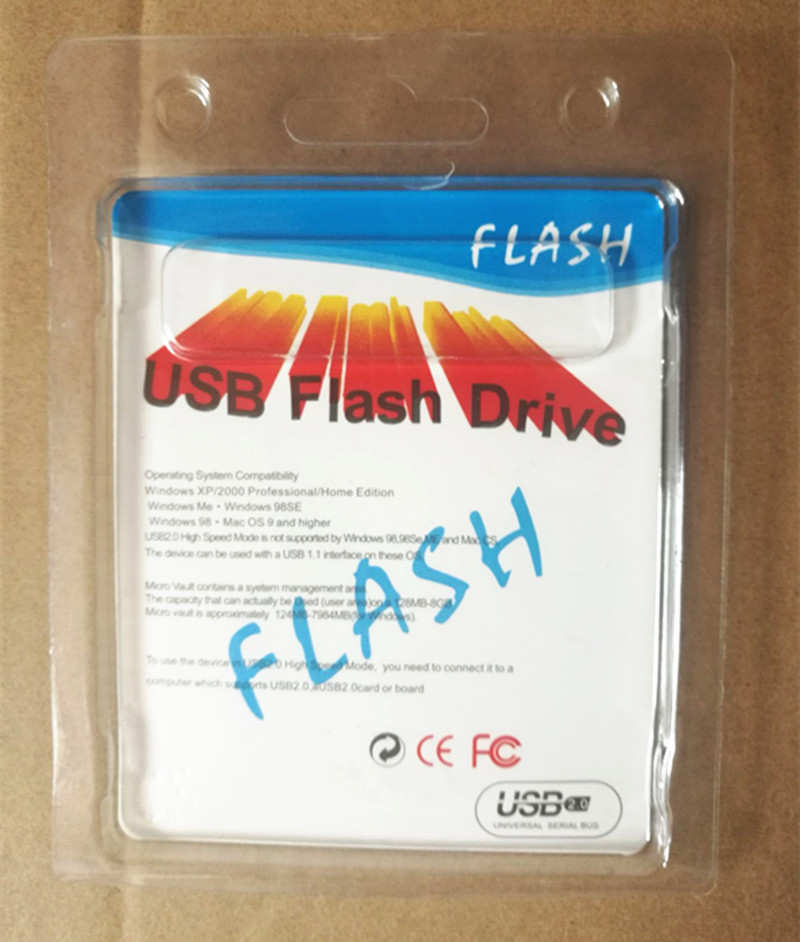 FLASH
USB Flash Drive
Operating System Compatibility
Windows XP/2000 Professional/Home Edition
Windows Me • Windows 98SE
Windows 98 • Mac OS 9 and higher
USB2.0 High Speed Mode is not supported by Windows 98,98Se,ME and Mac OS.
The device can be used with a USB 1.1 interface on these OS.
Micro Vault contains a system management area.
The capacity that can actually be Used (user area)on a 128MB-8GB
Micro vault is approximately 124MB-7984MB(for Windows).
To use the device in USB2.0 High Speed Mode, you need to connect it to a
computer which supports USB2.0,aUSB2.0card or board
FLASH
CE FC
USB 2.0
UNIVERSAL SERIAL BUS